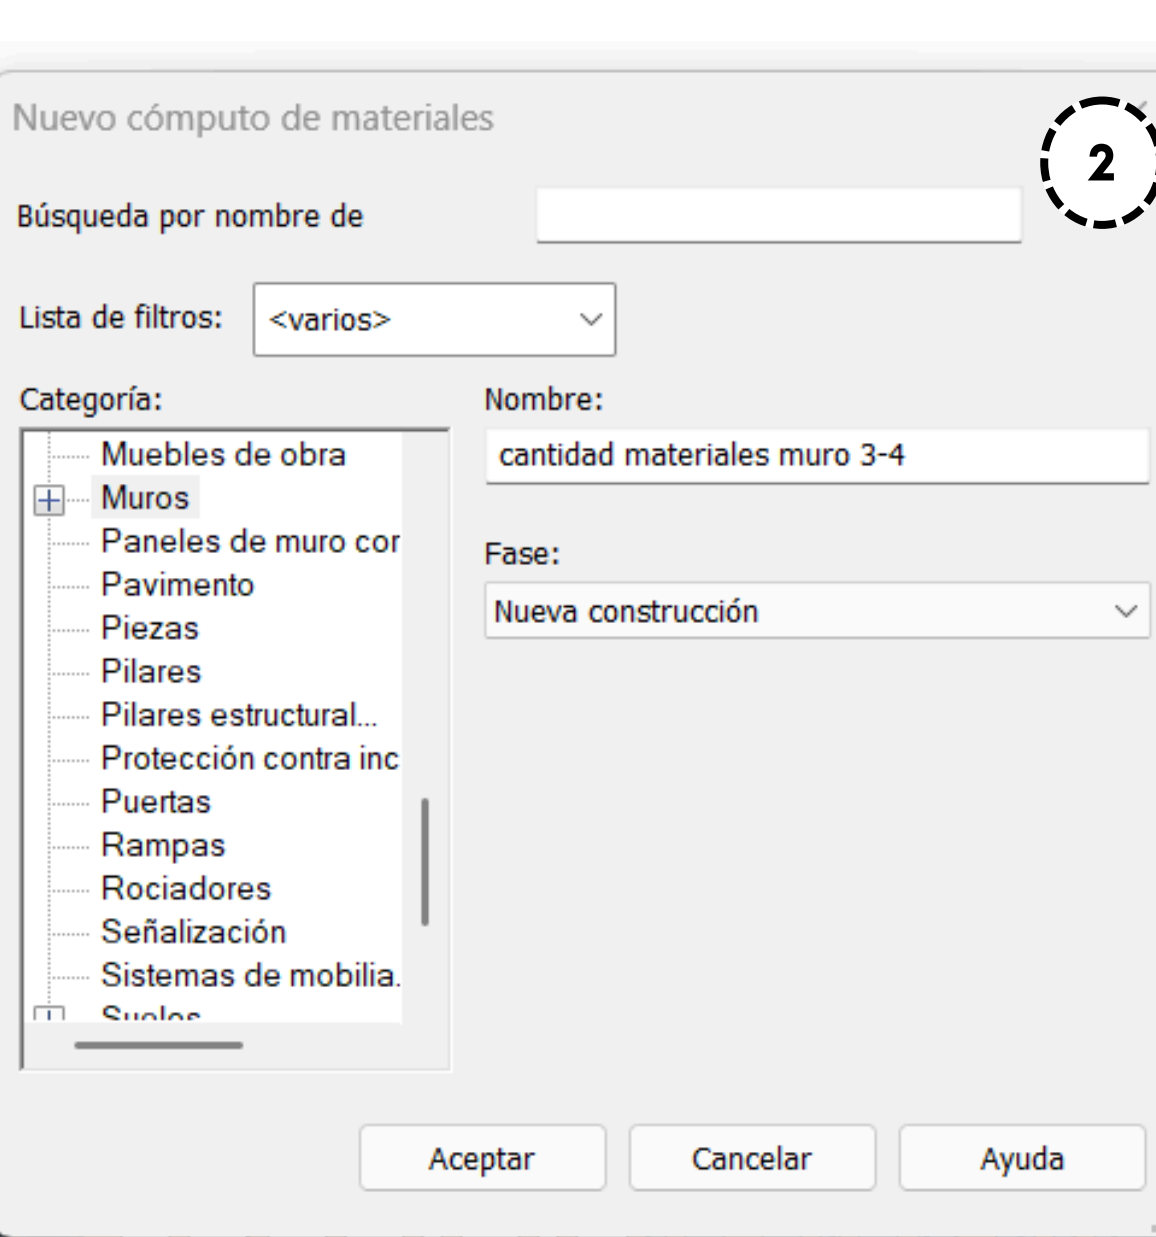 Nuevo cómputo de materiales
2
Búsqueda por nombre de
Lista de filtros:
<varios>
Categoría:
Muebles de obra
Muros
Paneles de muro cor
Pavimento
Piezas
Pilares
Pilares estructural...
Protección contra inc
Puertas
Rampas
Rociadores
Señalización
Sistemas de mobilia.
Suelos
Nombre:
cantidad materiales muro 3-4
Fase:
Nueva construcción
Aceptar
Cancelar
Ayuda